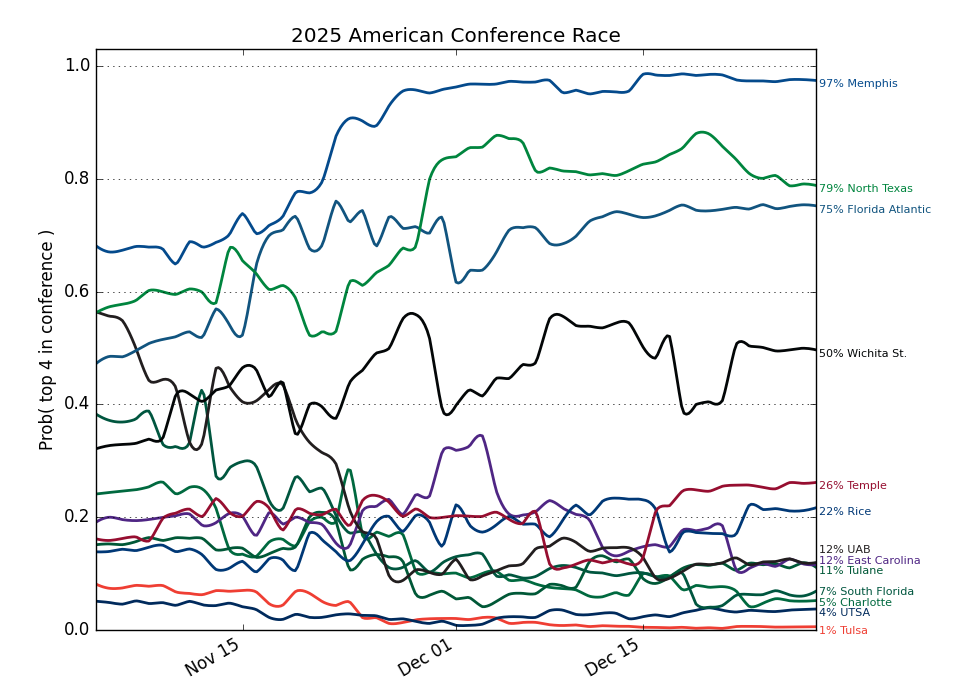 2025 American Conference Race
Prob( top 4 in conference )
1.0
0.8
0.6
0.4
0.2
0.0
Nov 15
Dec 01
Dec 15
97% Memphis
79% North Texas
75% Florida Atlantic
50% Wichita St.
26% Temple
22% Rice
12% UAB
12% East Carolina
11% Tulane
7% South Florida
5% Charlotte
4% UTSA
1% Tulsa